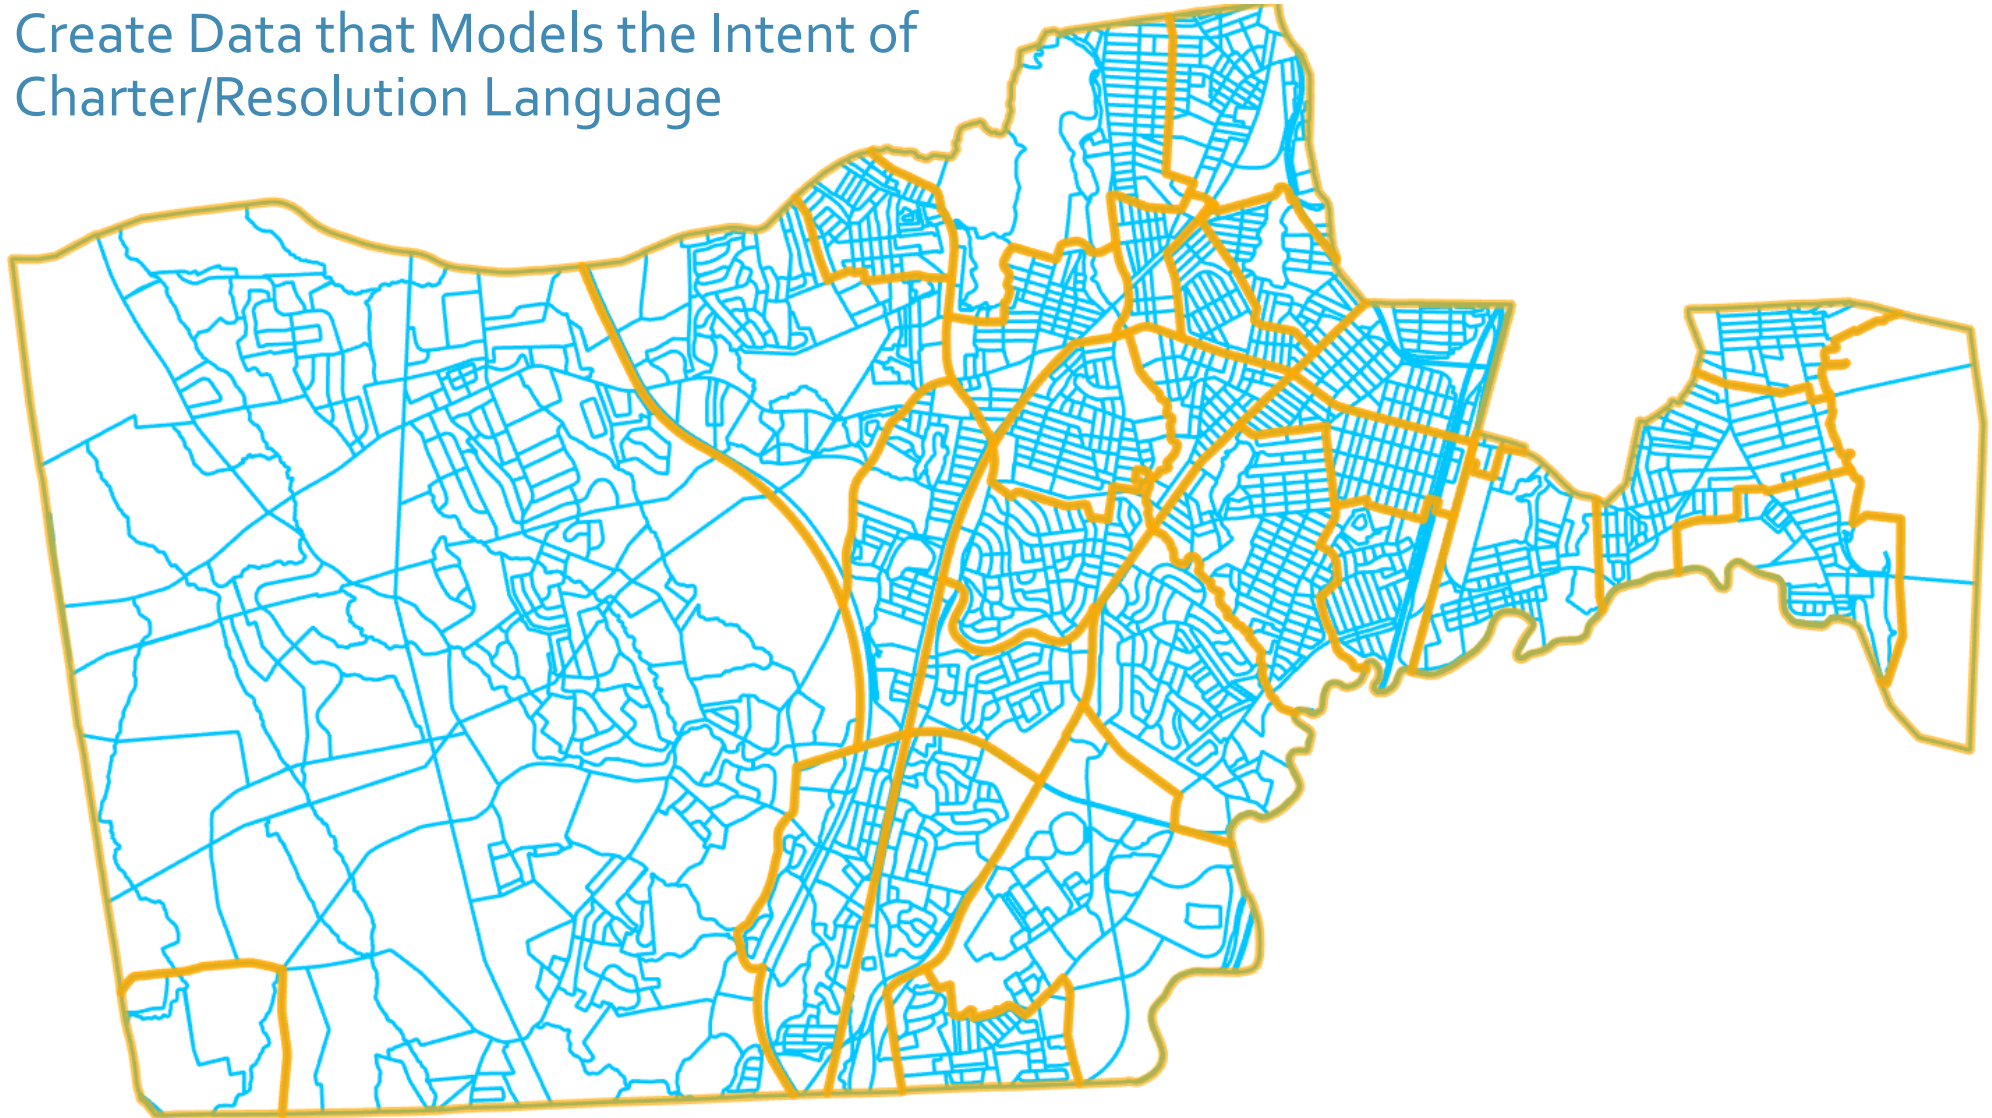 Create Data that Models the Intent of
Charter/Resolution Language